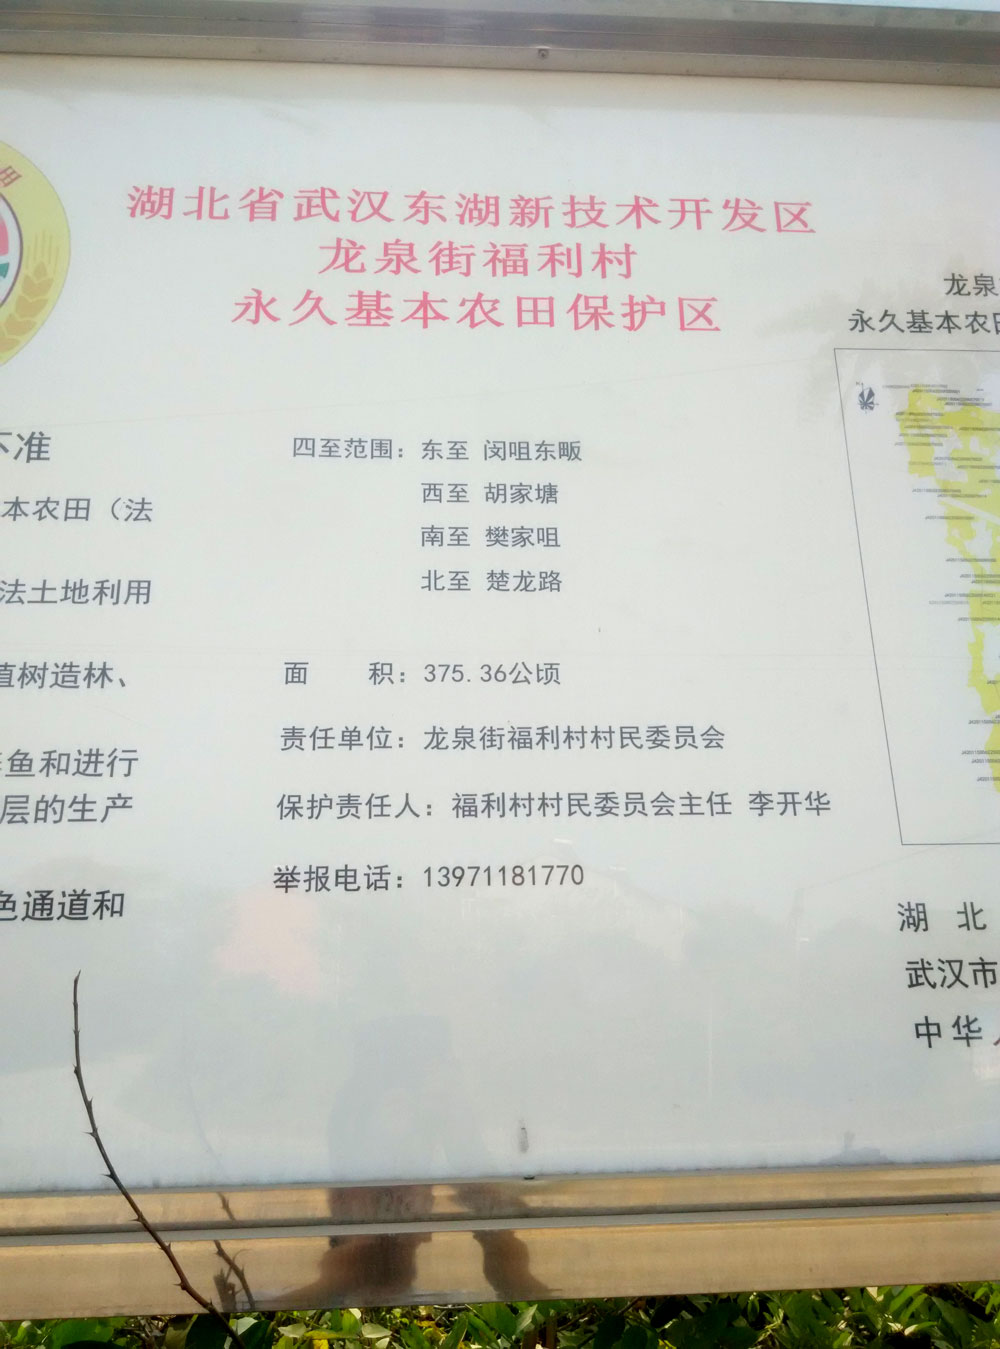 田
湖北省武汉东湖新技术开发区
龙泉街福利村
永久基本农田保护区
不准
本农田（法
法土地利用
植树造林、
鱼和进行
层的生产
色通道和
四至范围：东至 闵咀东畈
西至 胡家塘
南至 樊家咀
北至 楚龙路
面 积：375.36公顷
责任单位：龙泉街福利村村民委员会
保护责任人：福利村村民委员会主任 李开华
举报电话：13971181770
龙泉
永久基本农田
湖 北
武汉市
中 华